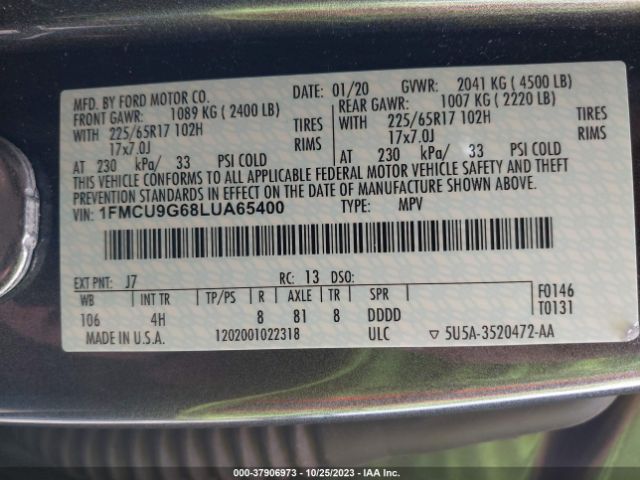 MFD. BY FORD MOTOR CO. DATE: 01/20 GVWR: 2041 KG ( 4500 LB)
FRONT GAWR: 1089 KG ( 2400 LB) REAR GAWR: 1007 KG ( 2220 LB)
WITH 225/65R17 102H TIRES WITH 225/65R17 102H TIRES
17x7.0J RIMS 17x7.0J RIMS
AT 230 kPa/ 33 PSI COLD AT 230 kPa/ 33 PSI COLD
THIS VEHICLE CONFORMS TO ALL APPLICABLE FEDERAL MOTOR VEHICLE SAFETY AND THEFT
PREVENTION STANDARDS IN EFFECT ON THE DATE OF MANUFACTURE SHOWN ABOVE.
VIN: 1FMCU9G68LUA65400 TYPE: MPV
EXT PNT: J7 RC: 13 DSO: F0146
WB INT TR TP/PS R AXLE TR SPR T0131
106 4H 8 81 8 DDDD
MADE IN U.S.A. 1202001022318 ULC ▽ 5U5A-3520472-AA
000-37906973 - 10/25/2023 - IAA Inc.